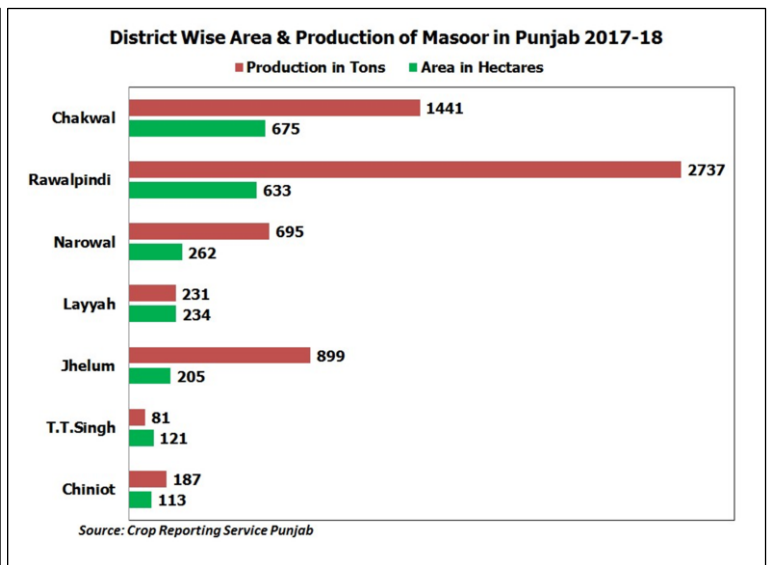 District Wise Area & Production of Masoor in Punjab 2017-18
Production in Tons Area in Hectares
Chakwal
1441
675
Rawalpindi
2737
633
Narowal
695
262
Layyah
231
234
Jhelum
899
205
T.T.Singh
81
121
Chiniot
187
113
Source: Crop Reporting Service Punjab